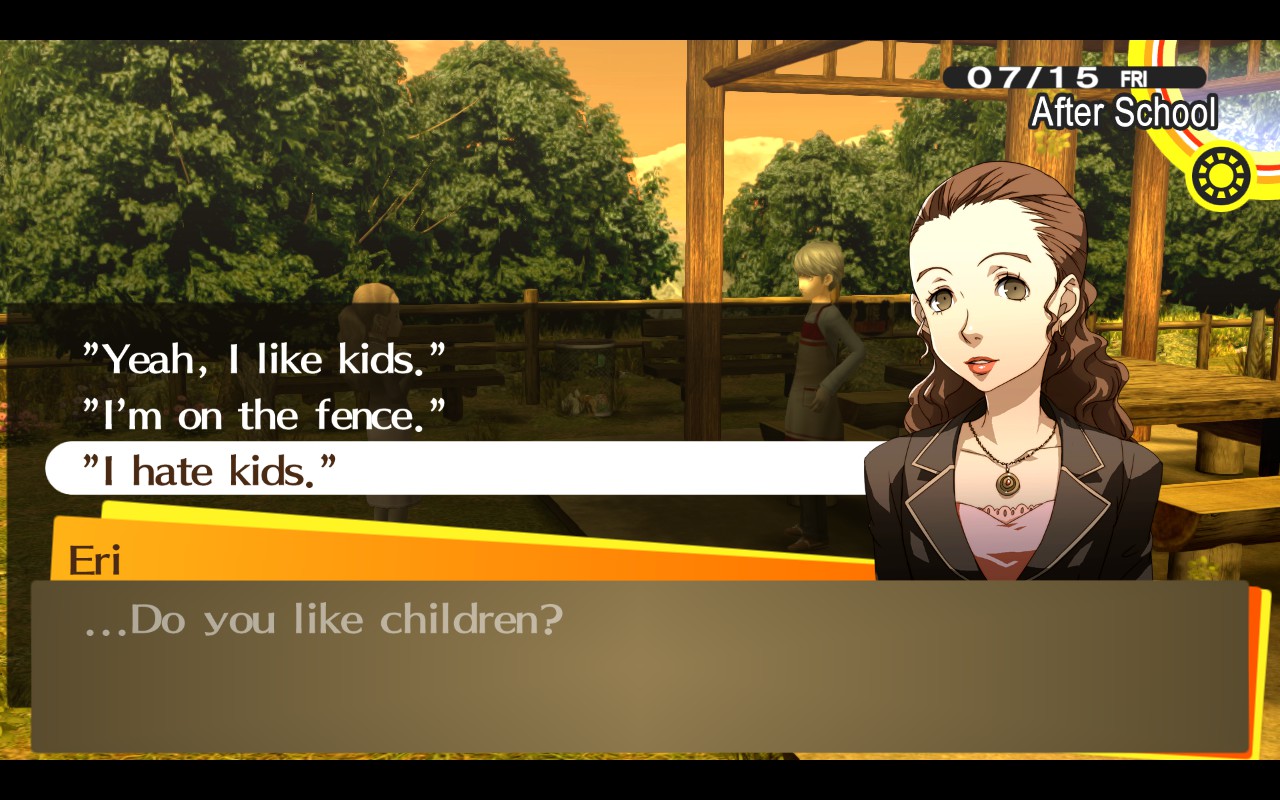 07/15 FRI
After School
”Yeah, I like kids.”
”I'm on the fence.”
”I hate kids.”
Eri
...Do you like children?